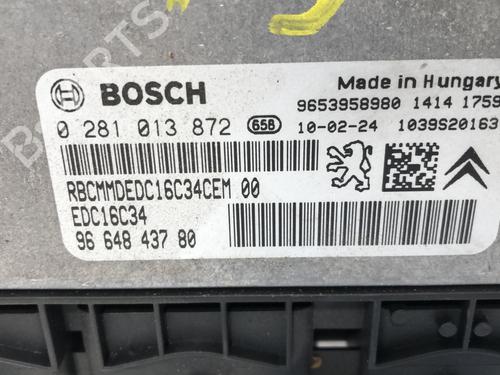 BOSCH
Made in Hungary
9653958980 1414 1759
0 281 013 872 658 10-02-24 1039S20163
RBCMMDEDC16C34CEM 00
EDC16C34
96 648 437 80